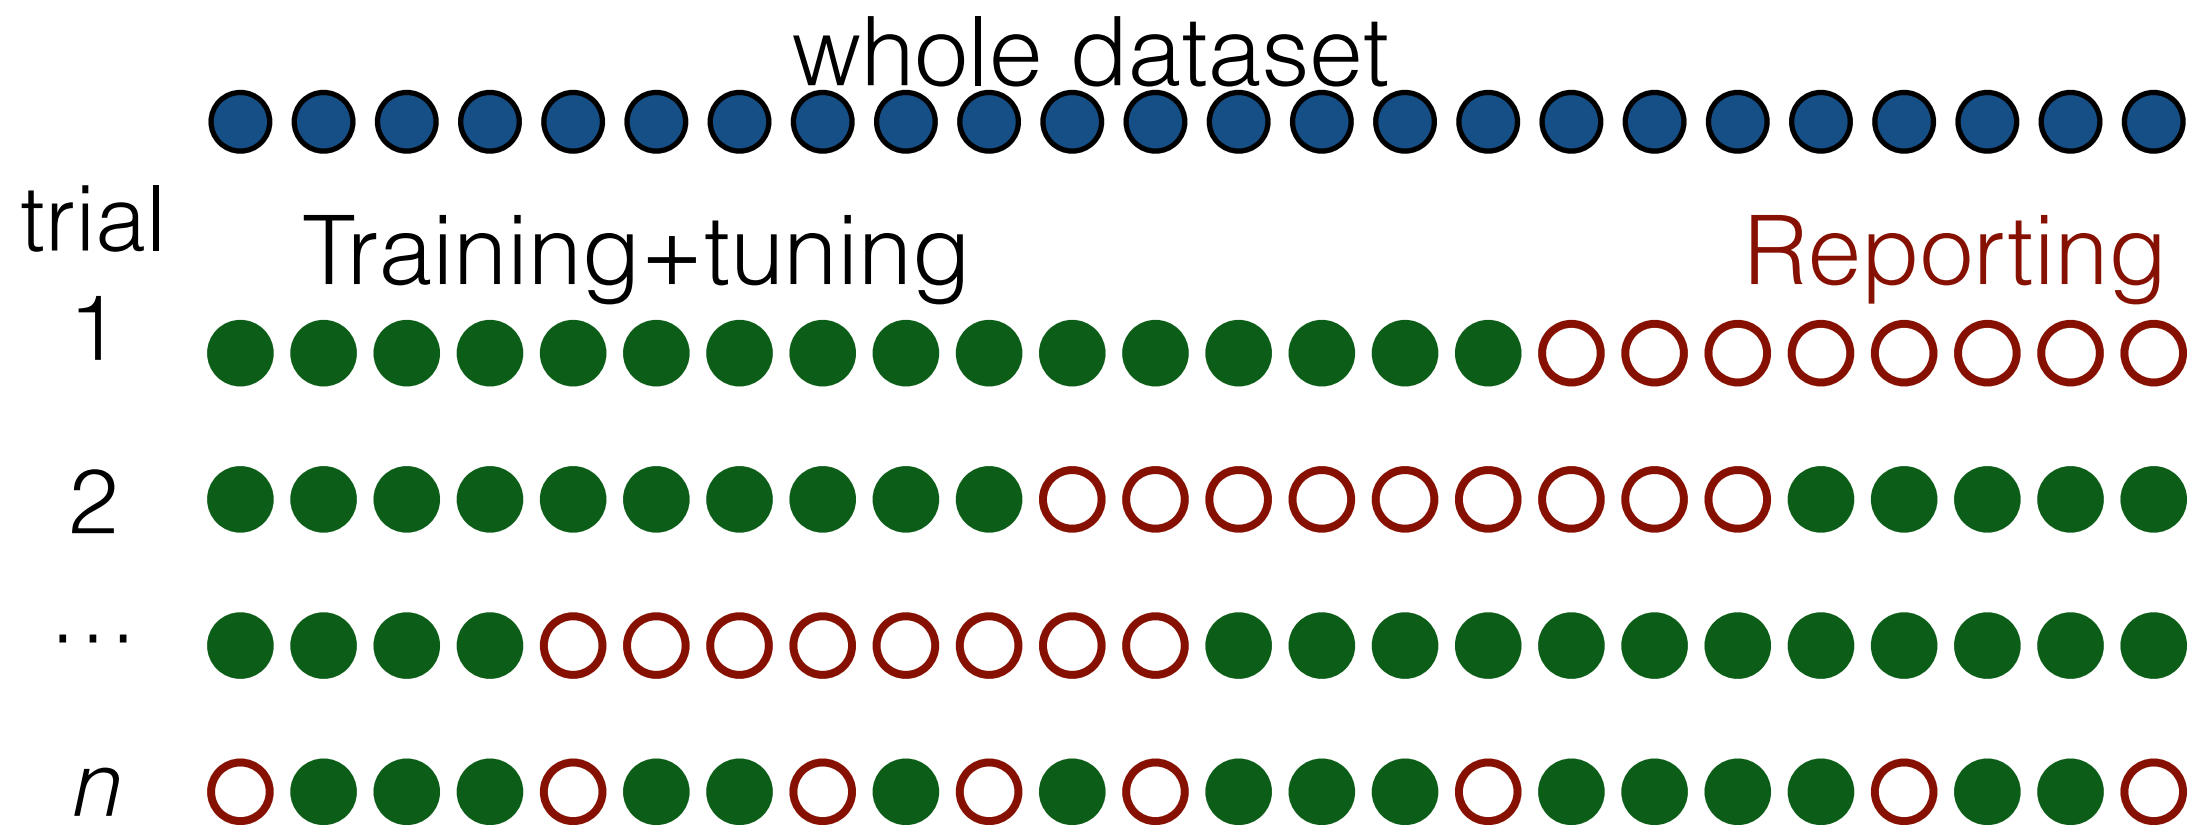 whole dataset
trial
Training+tuning
Reporting
1
2
...
n